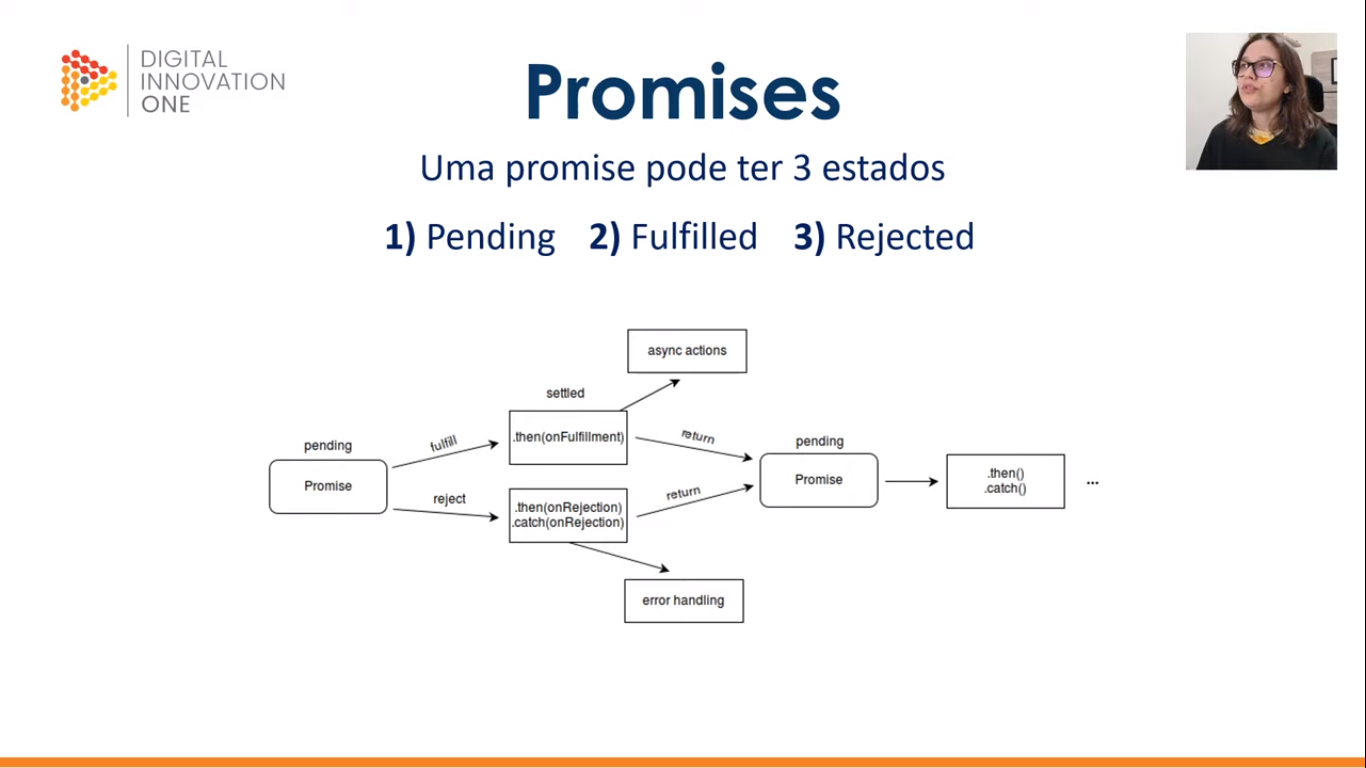 DIGITAL
INNOVATION
ONE
Promises
Uma promise pode ter 3 estados
1) Pending 2) Fulfilled 3) Rejected
async actions
settled
pending
fulfill
.then(onFulfillment)
return
pending
Promise
reject
.then(onRejection)
.catch(onRejection)
return
Promise
.then()
.catch()
...
error handling